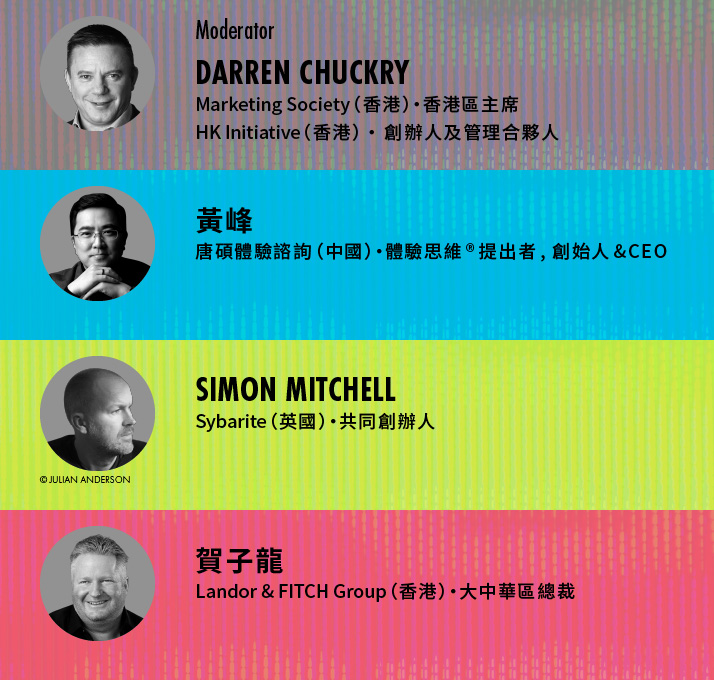 Moderator
DARREN CHUCKRY
Marketing Society（香港）・香港區主席
HK Initiative（香港）・ 創辦人及管理合夥人
黃峰
唐碩體驗諮詢（中國）・體驗思維® 提出者 , 創始人 &CEO
SIMON MITCHELL
Sybarite（英國）・共同創辦人
© JULIAN ANDERSON
賀子龍
Landor & FITCH Group（香港）・大中華區總裁